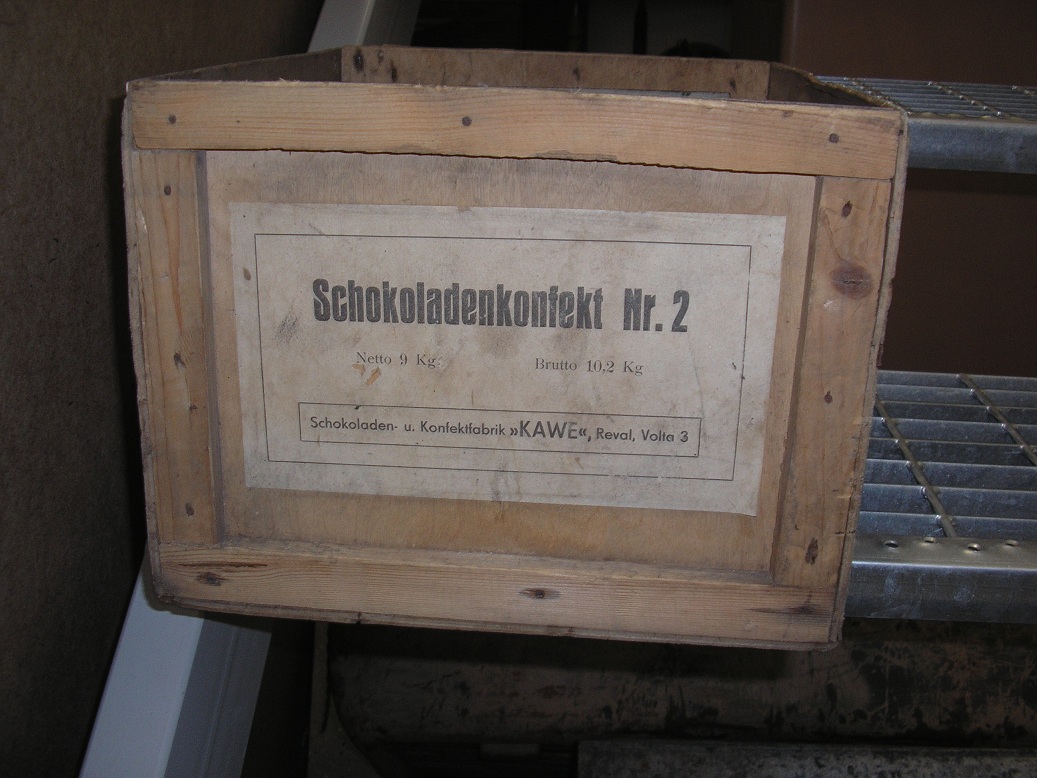 Schokoladenkonfekt Nr. 2
Netto 9 Kg. Brutto 10,2 Kg
Schokoladen- u. Konfektfabrik »KAWE«, Reval, Volta 3